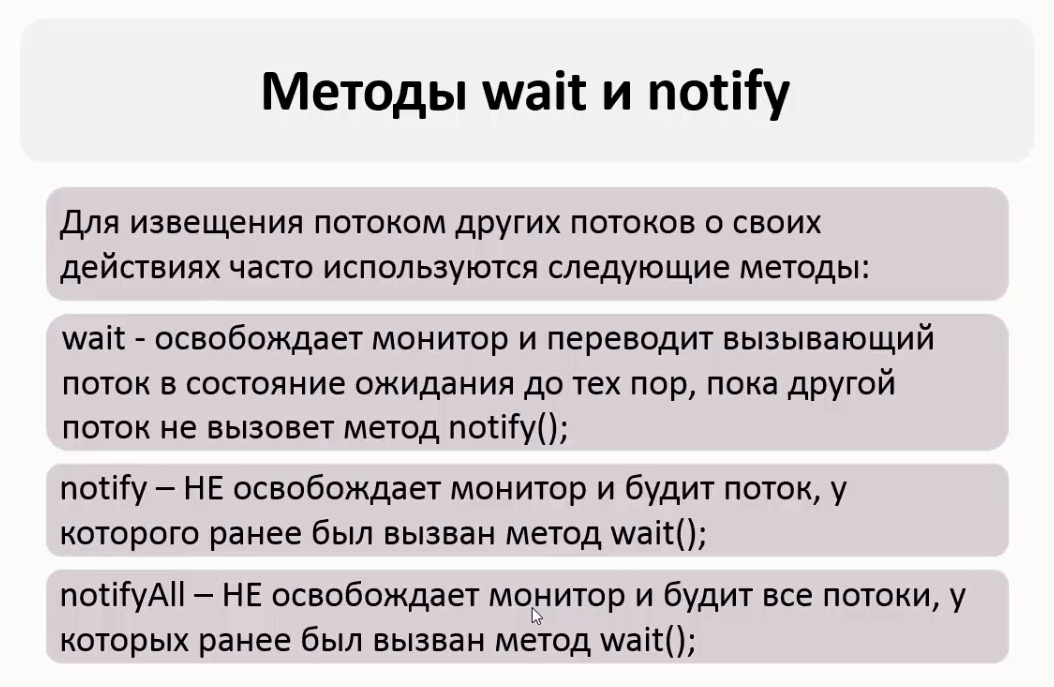 Методы wait и notify
Для извещения потоком других потоков о своих
действиях часто используются следующие методы:
wait - освобождает монитор и переводит вызывающий
поток в состояние ожидания до тех пор, пока другой
поток не вызовет метод notify();
notify – НЕ освобождает монитор и будит поток, у
которого ранее был вызван метод wait();
notifyAll – НЕ освобождает монитор и будит все потоки, у
которых ранее был вызван метод wait();